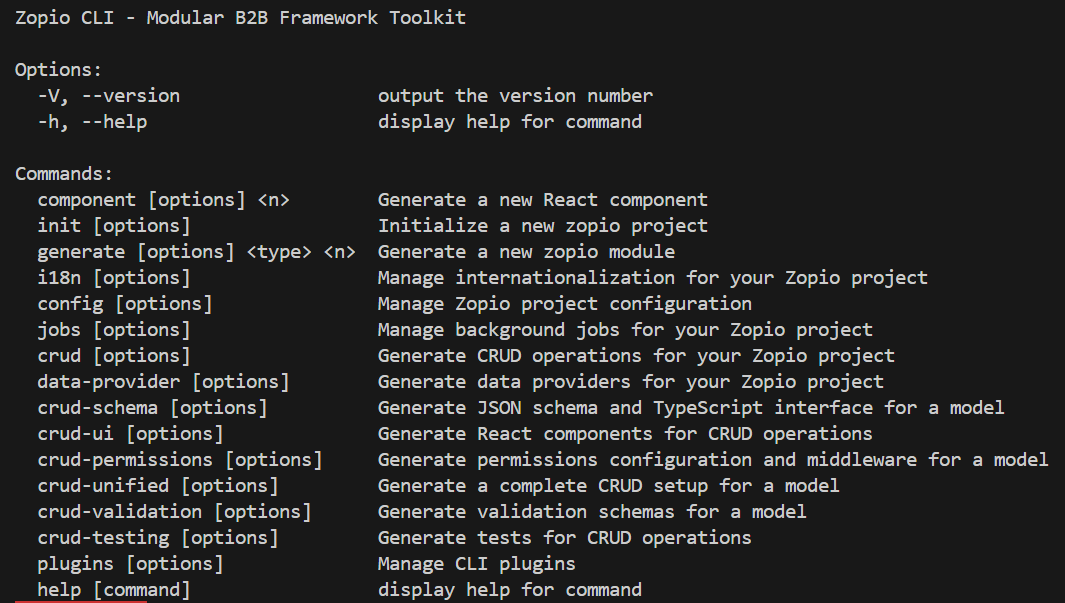 Zopio CLI - Modular B2B Framework Toolkit
Options:
-V, --version output the version number
-h, --help display help for command
Commands:
component [options] <n> Generate a new React component
init [options] Initialize a new zopio project
generate [options] <type> <n> Generate a new zopio module
i18n [options] Manage internationalization for your Zopio project
config [options] Manage Zopio project configuration
jobs [options] Manage background jobs for your Zopio project
crud [options] Generate CRUD operations for your Zopio project
data-provider [options] Generate data providers for your Zopio project
crud-schema [options] Generate JSON schema and TypeScript interface for a model
crud-ui [options] Generate React components for CRUD operations
crud-permissions [options] Generate permissions configuration and middleware for a model
crud-unified [options] Generate a complete CRUD setup for a model
crud-validation [options] Generate validation schemas for a model
crud-testing [options] Generate tests for CRUD operations
plugins [options] Manage CLI plugins
help [command] display help for command